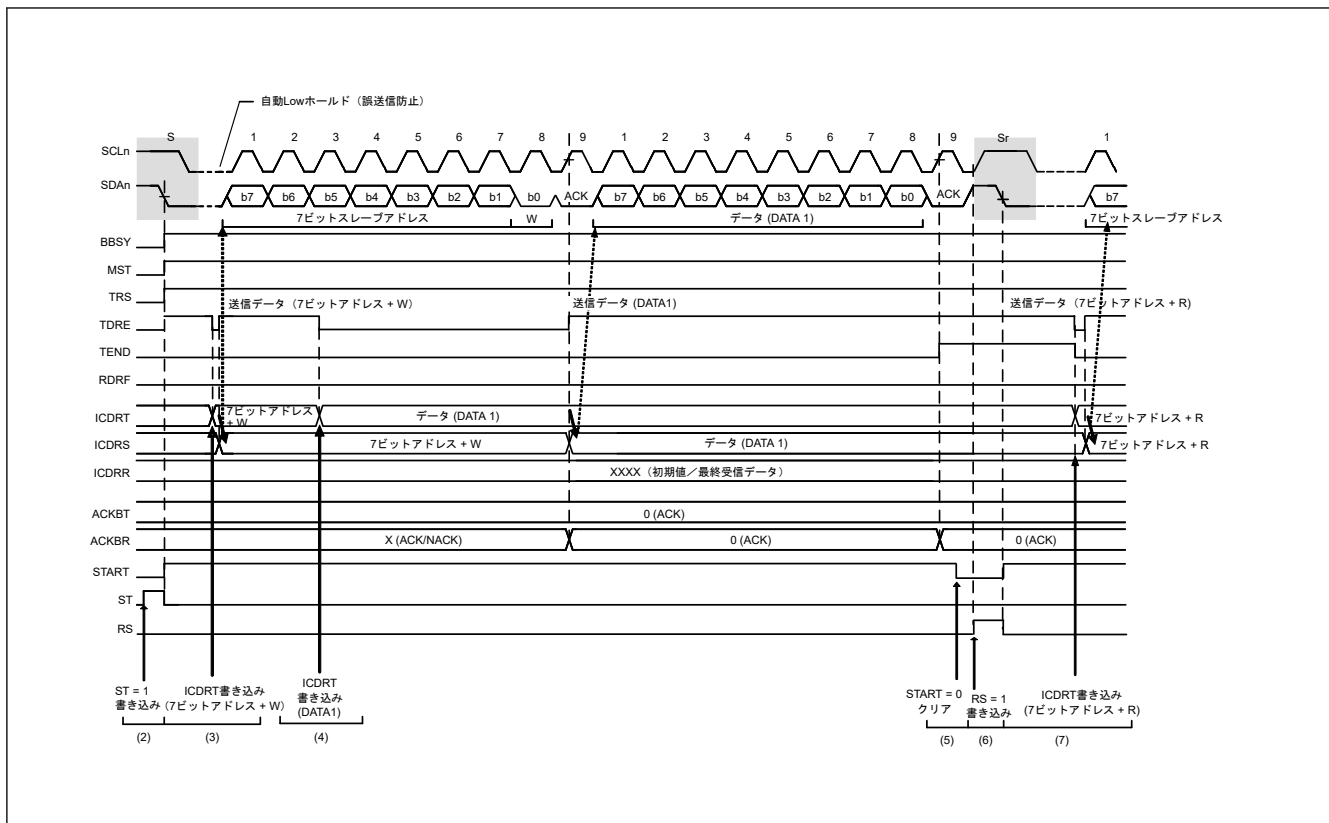 自動Lowホールド（誤送信防止）
S 1 2 3 4 5 6 7 8 9 1 2 3 4 5 6 7 8 9 Sr 1
SCLn
SDAn b7 b6 b5 b4 b3 b2 b1 b0 ACK b7 b6 b5 b4 b3 b2 b1 b0 ACK b7
7ビットスレーブアドレス W データ (DATA 1) 7ビットスレーブアドレス
BBSY
MST
TRS
送信データ（7ビットアドレス + W） 送信データ (DATA1) 送信データ（7ビットアドレス + R)
TDRE
TEND
RDRF
ICDRT 7ビットアドレス + W データ (DATA 1) 7ビットアドレス + R
ICDRS 7ビットアドレス + W データ (DATA 1) 7ビットアドレス + R
ICDRR XXXX（初期値／最終受信データ）
ACKBT 0 (ACK)
ACKBR X (ACK/NACK) 0 (ACK) 0 (ACK)
START
ST
RS
ST = 1
書き込み
ICDRT書き込み
(7ビットアドレス + W)
ICDRT
書き込み
(DATA1)
START = 0
クリア
RS = 1
書き込み
ICDRT書き込み
(7ビットアドレス + R)
(2) (3) (4) (5) (6) (7)